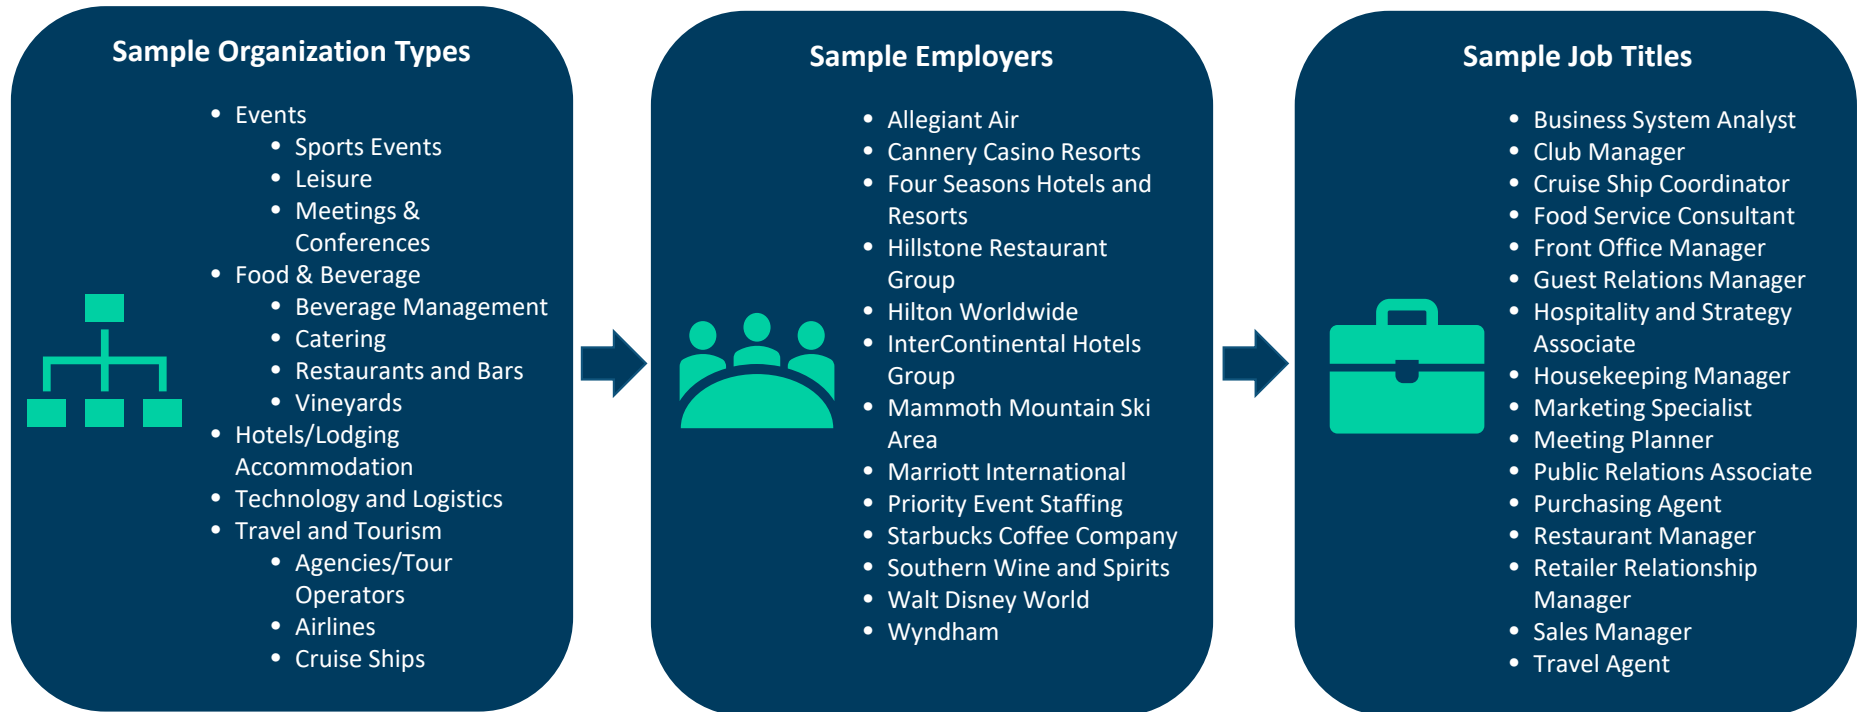 Sample Organization Types
• Events
• Sports Events
• Leisure
• Meetings &
Conferences
• Food & Beverage
• Beverage Management
• Catering
• Restaurants and Bars
• Vineyards
• Hotels/Lodging
Accommodation
• Technology and Logistics
• Travel and Tourism
• Agencies/Tour
Operators
• Airlines
• Cruise Ships
Sample Employers
• Allegiant Air
• Cannery Casino Resorts
• Four Seasons Hotels and
Resorts
• Hillstone Restaurant
Group
• Hilton Worldwide
• InterContinental Hotels
Group
• Mammoth Mountain Ski
Area
• Marriott International
• Priority Event Staffing
• Starbucks Coffee Company
• Southern Wine and Spirits
• Walt Disney World
• Wyndham
Sample Job Titles
• Business System Analyst
• Club Manager
• Cruise Ship Coordinator
• Food Service Consultant
• Front Office Manager
• Guest Relations Manager
• Hospitality and Strategy
Associate
• Housekeeping Manager
• Marketing Specialist
• Meeting Planner
• Public Relations Associate
• Purchasing Agent
• Restaurant Manager
• Retailer Relationship
Manager
• Sales Manager
• Travel Agent